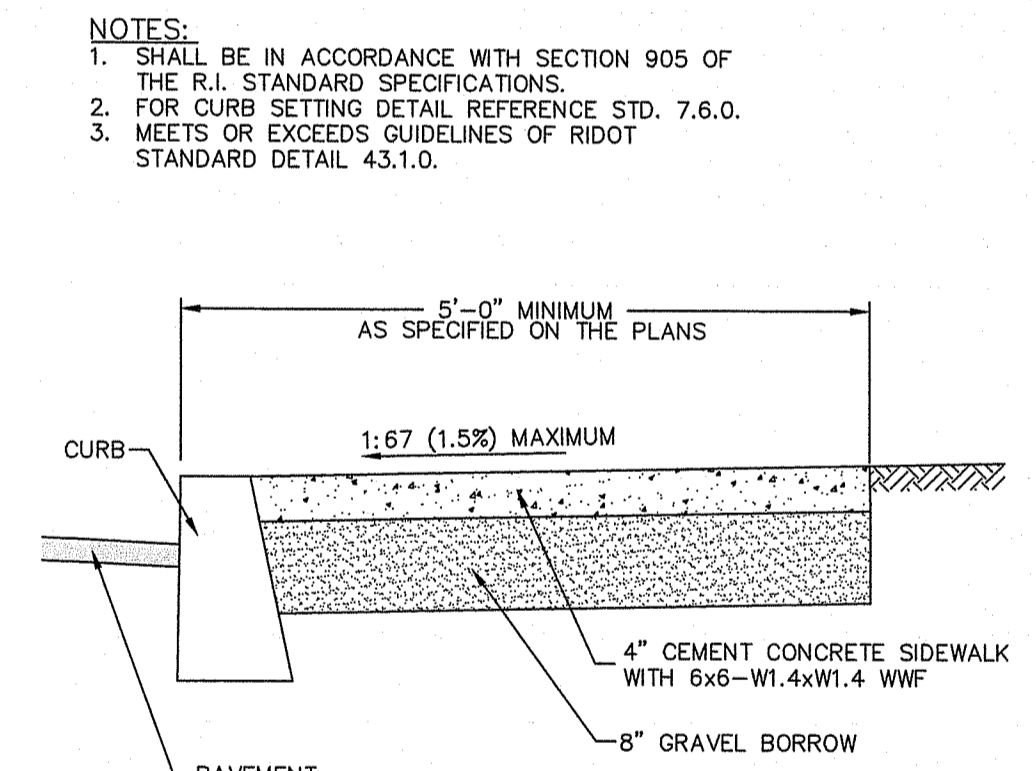 NOTES:
1. SHALL BE IN ACCORDANCE WITH SECTION 905 OF
THE R.I. STANDARD SPECIFICATIONS.
2. FOR CURB SETTING DETAIL REFERENCE STD. 7.6.0.
3. MEETS OR EXCEEDS GUIDELINES OF RIDOT
STANDARD DETAIL 43.1.0.
5'-0" MINIMUM
AS SPECIFIED ON THE PLANS
1:67 (1.5%) MAXIMUM
CURB
4" CEMENT CONCRETE SIDEWALK
WITH 6x6-W1.4xW1.4 WWF
8" GRAVEL BORROW
PAVEMENT